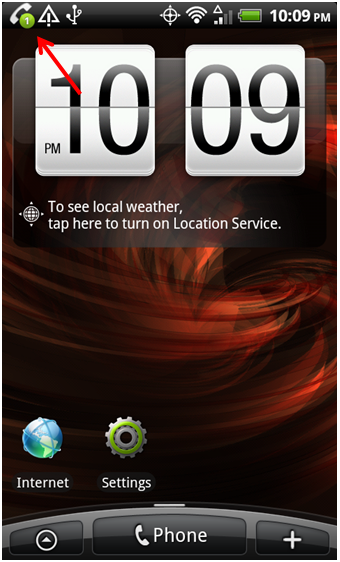 1 10:09 PM
10 09
PM
To see local weather,
tap here to turn on Location Service.
Internet Settings
Phone